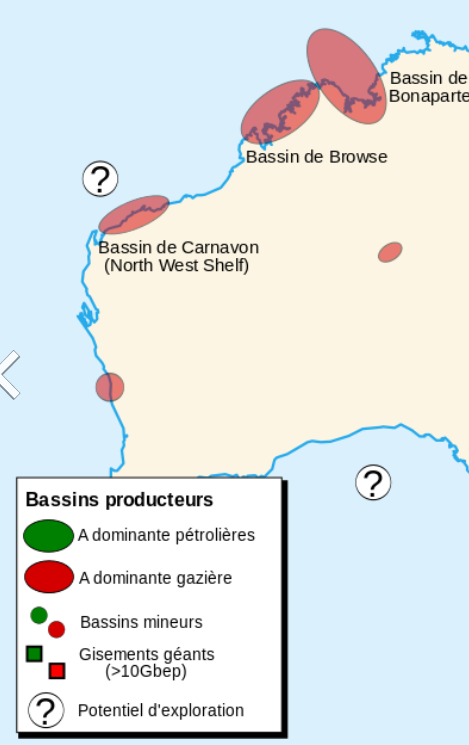 Bassin de
Bonaparte
Bassin de Browse
?
Bassin de Carnavon
(North West Shelf)
?
Bassins producteurs
A dominante pétrolières
A dominante gazière
Bassins mineurs
Gisements géants
(>10Gbep)
? Potentiel d'exploration